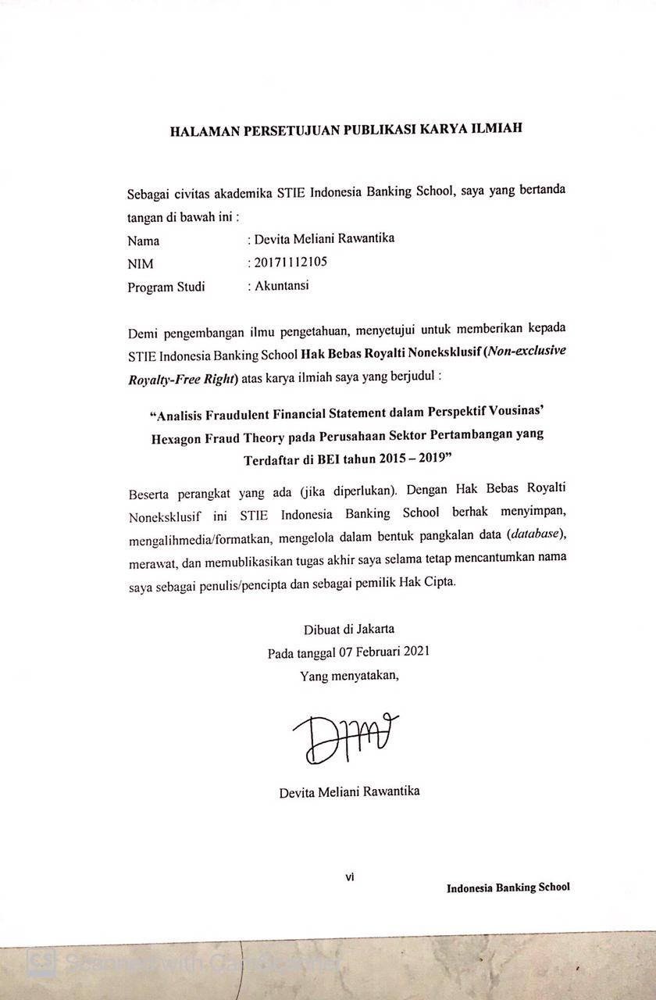 HALAMAN PERSETUJUAN PUBLIKASI KARYA ILMIAH
Sebagai civitas akademika STIE Indonesia Banking School, saya yang bertanda
tangan di bawah ini :
Nama : Devita Meliani Rawantika
NIM : 20171112105
Program Studi : Akuntansi
Demi pengembangan ilmu pengetahuan, menyetujui untuk memberikan kepada
STIE Indonesia Banking School Hak Bebas Royalti Noneksklusif (Non-exclusive
Royalty-Free Right) atas karya ilmiah saya yang berjudul :
“Analisis Fraudulent Financial Statement dalam Perspektif Vousinas’
Hexagon Fraud Theory pada Perusahaan Sektor Pertambangan yang
Terdaftar di BEI tahun 2015 – 2019”
Beserta perangkat yang ada (jika diperlukan). Dengan Hak Bebas Royalti
Noneksklusif ini STIE Indonesia Banking School berhak menyimpan,
mengalihmedia/formatkan, mengelola dalam bentuk pangkalan data (database),
merawat, dan memublikasikan tugas akhir saya selama tetap mencantumkan nama
saya sebagai penulis/pencipta dan sebagai pemilik Hak Cipta.
Dibuat di Jakarta
Pada tanggal 07 Februari 2021
Yang menyatakan,
Devita Meliani Rawantika
vi
Indonesia Banking School
CS Scanned with CamScanner